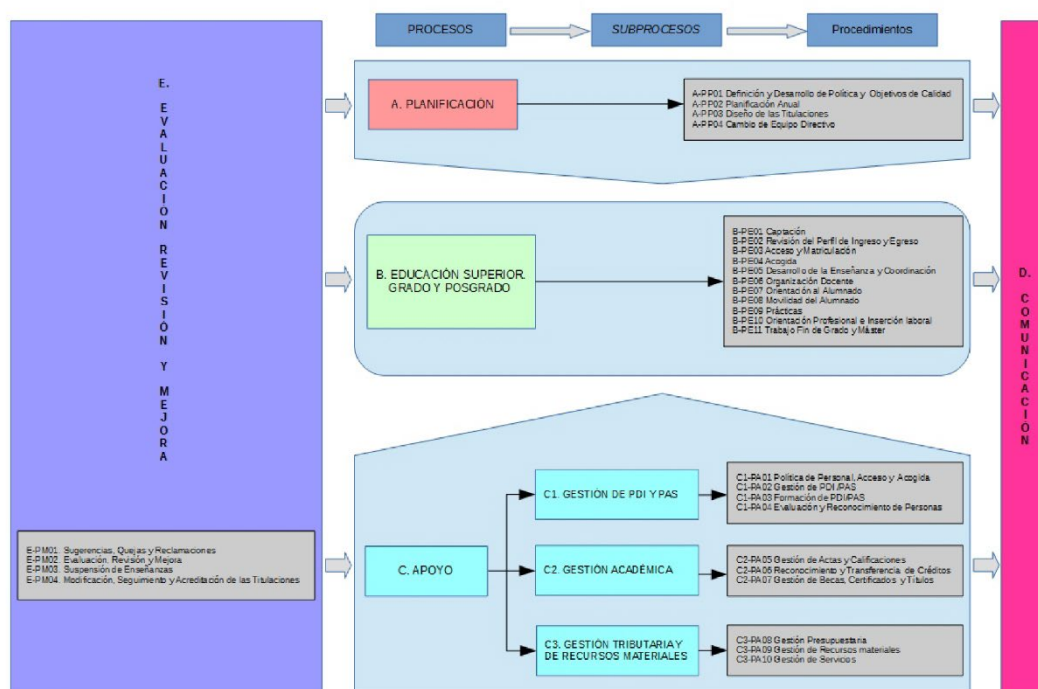 PROCESOS
SUBPROCESOS
Procedimientos
E. EVALUACION REVISIÓN Y MEJORA
E-PM01. Sugerencias, Quejas y Reclamaciones
E-PM02. Evaluación, Revisión y Mejora
E-PM03. Suspensión de Enseñanzas
E-PM04. Modificación, Seguimiento y Acreditación de las Titulaciones
A. PLANIFICACIÓN
A-PP01 Definición y Desarrollo de Política y Objetivos de Calidad
A-PP02 Planificación Anual
A-PP03 Diseño de las Titulaciones
A-PP04 Cambio de Equipo Directivo
B. EDUCACIÓN SUPERIOR.
GRADO Y POSGRADO
B-PE01 Captación
B-PE02 Revisión del Perfil de Ingreso y Egreso
B-PE03 Acceso y Matriculación
B-PE04 Acogida
B-PE05 Desarrollo de la Enseñanza y Coordinación
B-PE06 Organización Docente
B-PE07 Orientación al Alumnado
B-PE08 Movilidad del Alumnado
B-PE09 Prácticas
B-PE10 Orientación Profesional e Inserción laboral
B-PE11 Trabajo Fin de Grado y Máster
C. APOYO
C1. GESTIÓN DE PDI Y PAS
C1-PA01 Política de Personal, Acceso y Acogida
C1-PA02 Gestión de PDI /PAS
C1-PA03 Formación de PDI/PAS
C1-PA04 Evaluación y Reconocimiento de Personas
C2. GESTIÓN ACADÉMICA
C2-PA05 Gestión de Actas y Calificaciones
C2-PA06 Reconocimiento y Transferencia. de Créditos
C2-PA07 Gestión de Becas, Certificados y Títulos
C3. GESTIÓN TRIBUTARIA Y
DE RECURSOS MATERIALES
C3-PA08 Gestión Presupuestaria
C3-PA09 Gestión de Recursos materiales
C3-PA10 Gestión de Servicios
D. COMUNICACIÓN